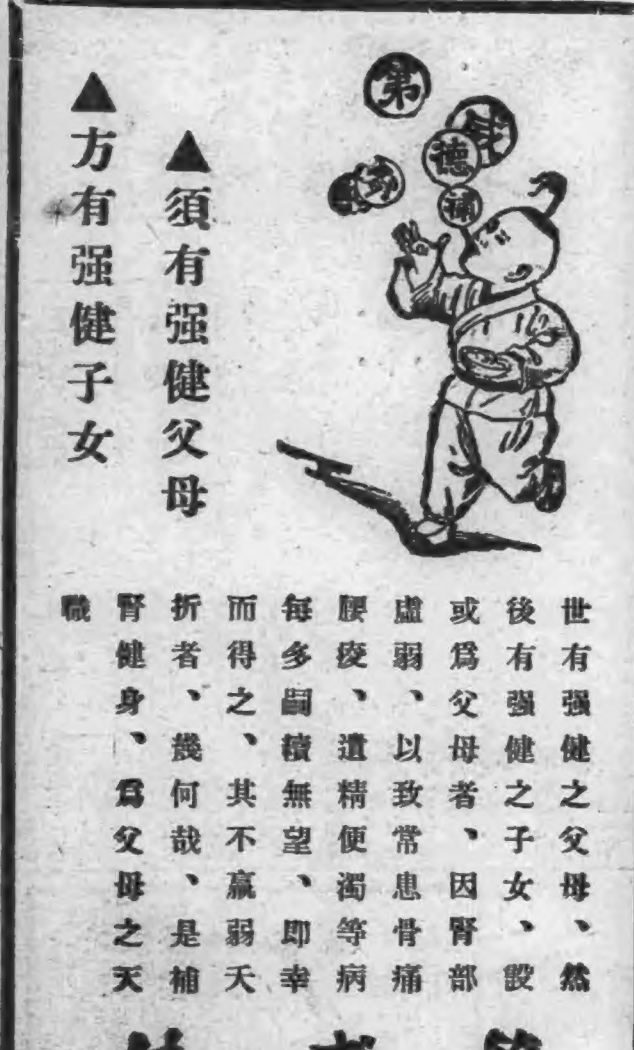 ▲須有强健父母
▲方有强健子女
弟
德
補
世有强健之父母、然
後有强健之子女、設
或爲父母者、因腎部
虛弱、以致常患骨痛
腰痠、遺精便濁等病
每多嗣續無望、卽幸
而得之、其不羸弱夭
折者、幾何哉、是補
腎健身、爲父母之天
職